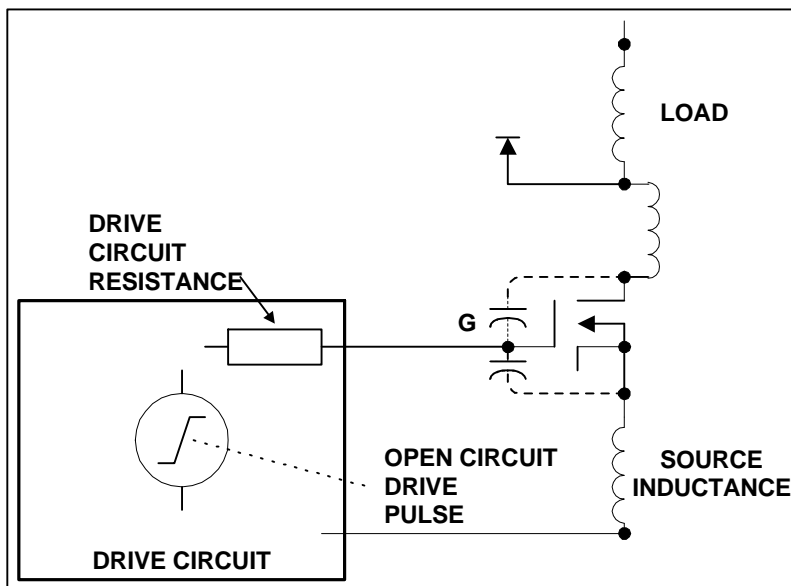 LOAD
DRIVE
CIRCUIT
RESISTANCE
G
OPEN CIRCUIT
DRIVE
PULSE
SOURCE
INDUCTANCE
DRIVE CIRCUIT